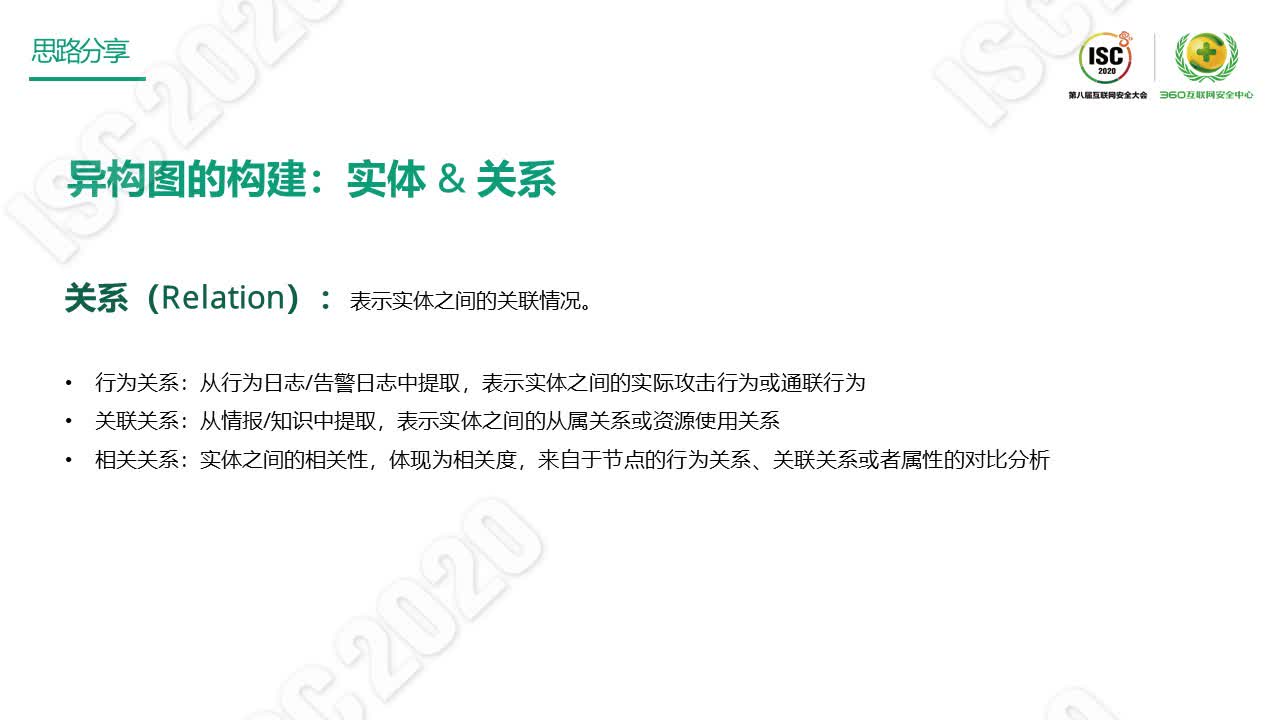 思路分享
ISC
2020
第八届互联网安全大会
360互联网安全中心
异构图的构建：实体 & 关系
关系（Relation）：表示实体之间的关联情况。
• 行为关系：从行为日志/告警日志中提取，表示实体之间的实际攻击行为或通联行为
• 关联关系：从情报/知识中提取，表示实体之间的从属关系或资源使用关系
• 相关关系：实体之间的相关性，体现为相关度，来自于节点的行为关系、关联关系或者属性的对比分析
ISC 2020
ISC 2020
ISC